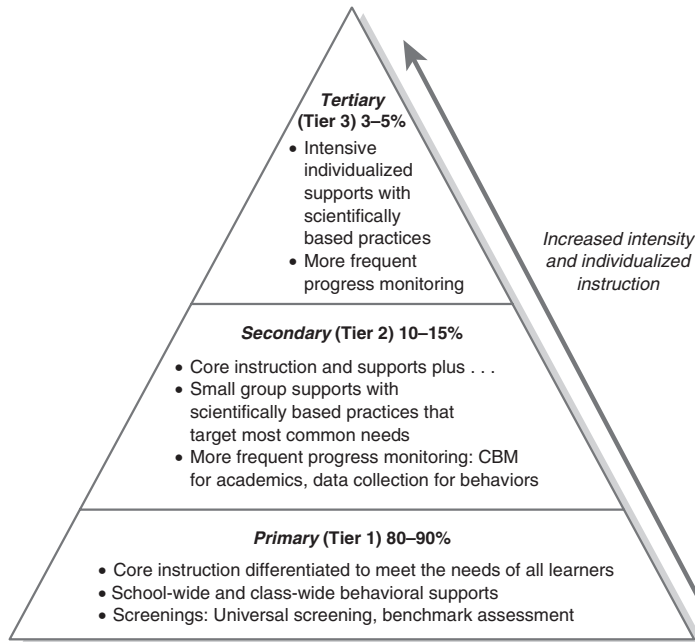 Tertiary
(Tier 3) 3–5%
• Intensive
individualized
supports with
scientifically
based practices
• More frequent
progress monitoring
Increased intensity
and individualized
instruction
Secondary (Tier 2) 10–15%
• Core instruction and supports plus . . .
• Small group supports with
scientifically based practices that
target most common needs
• More frequent progress monitoring: CBM
for academics, data collection for behaviors
Primary (Tier 1) 80–90%
• Core instruction differentiated to meet the needs of all learners
• School-wide and class-wide behavioral supports
• Screenings: Universal screening, benchmark assessment